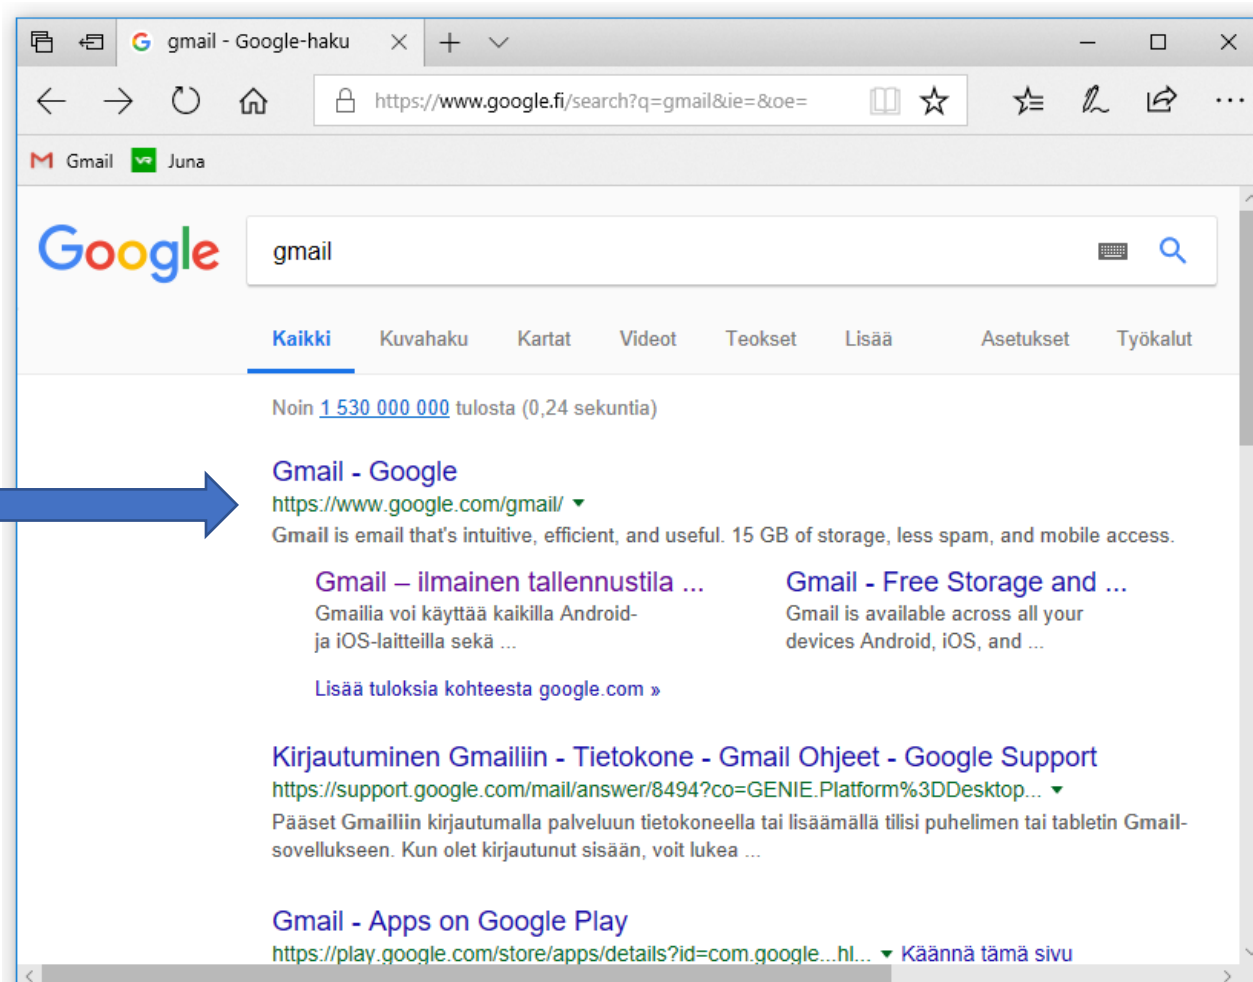 gmail - Google-haku
https://www.google.fi/search?q=gmail&ie=&oe=
Gmail VR Juna
Google gmail
Kaikki Kuvahaku Kartat Videot Teokset Lisää Asetukset Työkalut
Noin 1 530 000 000 tulosta (0,24 sekuntia)
Gmail - Google
https://www.google.com/gmail/
Gmail is email that's intuitive, efficient, and useful. 15 GB of storage, less spam, and mobile access.
Gmail – ilmainen tallennustila ...
Gmailia voi käyttää kaikilla Android-
ja iOS-laitteilla sekä ...
Gmail - Free Storage and ...
Gmail is available across all your
devices Android, iOS, and ...
Lisää tuloksia kohteesta google.com »
Kirjautuminen Gmailiin - Tietokone - Gmail Ohjeet - Google Support
https://support.google.com/mail/answer/8494?co=GENIE.Platform%3DDesktop...
Pääset Gmailiin kirjautumalla palveluun tietokoneella tai lisäämällä tilisi puhelimen tai tabletin Gmail-
sovellukseen. Kun olet kirjautunut sisään, voit lukea ...
Gmail - Apps on Google Play
https://play.google.com/store/apps/details?id=com.google...hl... Käännä tämä sivu